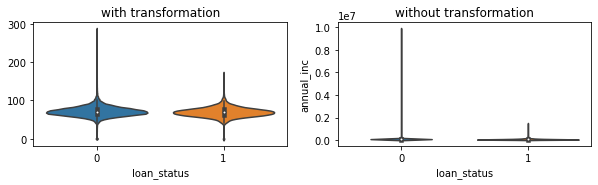 with transformation
300
200
100
0
0
1
loan_status
without transformation
1e7
annual_inc
1.0
0.8
0.6
0.4
0.2
0.0
0
1
loan_status